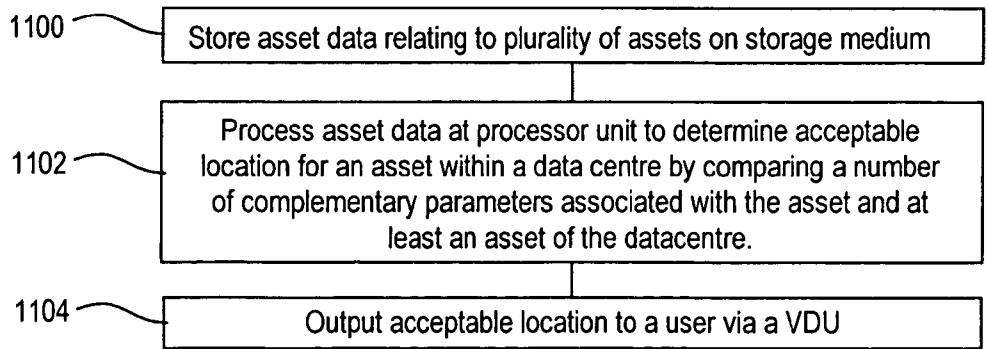 1100
Store asset data relating to plurality of assets on storage medium
1102
Process asset data at processor unit to determine acceptable
location for an asset within a data centre by comparing a number
of complementary parameters associated with the asset and at
least an asset of the datacentre.
1104
Output acceptable location to a user via a VDU